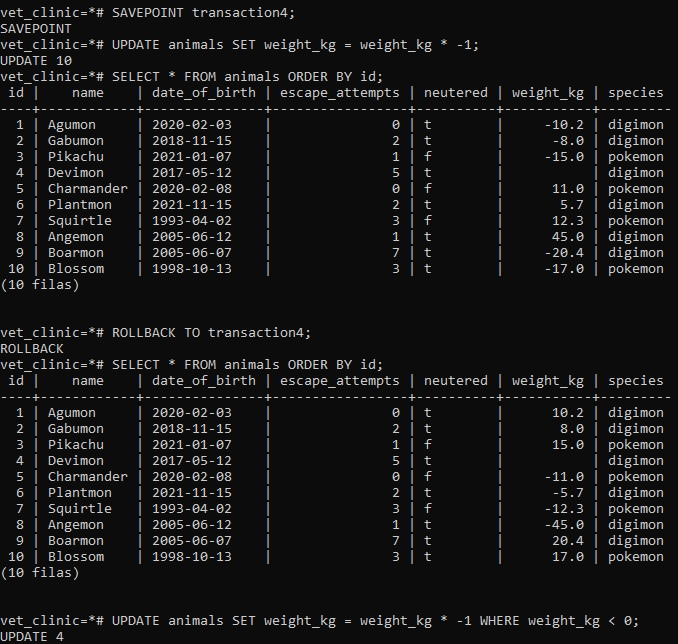 vet_clinic=*# SAVEPOINT transaction4;
SAVEPOINT
vet_clinic=*# UPDATE animals SET weight_kg = weight_kg * -1;
UPDATE 10
vet_clinic=*# SELECT * FROM animals ORDER BY id;
 id |    name    | date_of_birth | escape_attempts | neutered | weight_kg | species
----+------------+---------------+-----------------+----------+-----------+---------
  1 | Agumon     | 2020-02-03    |               0 | t        |     -10.2 | digimon
  2 | Gabumon    | 2018-11-15    |               2 | t        |      -8.0 | digimon
  3 | Pikachu    | 2021-01-07    |               1 | f        |     -15.0 | pokemon
  4 | Devimon    | 2017-05-12    |               5 | t        |           | digimon
  5 | Charmander | 2020-02-08    |               0 | f        |      11.0 | pokemon
  6 | Plantmon   | 2021-11-15    |               2 | t        |       5.7 | digimon
  7 | Squirtle   | 1993-04-02    |               3 | f        |      12.3 | pokemon
  8 | Angemon    | 2005-06-12    |               1 | t        |      45.0 | digimon
  9 | Boarmon    | 2005-06-07    |               7 | t        |     -20.4 | digimon
 10 | Blossom    | 1998-10-13    |               3 | t        |     -17.0 | pokemon
(10 filas)
vet_clinic=*# ROLLBACK TO transaction4;
ROLLBACK
vet_clinic=*# SELECT * FROM animals ORDER BY id;
 id |    name    | date_of_birth | escape_attempts | neutered | weight_kg | species
----+------------+---------------+-----------------+----------+-----------+---------
  1 | Agumon     | 2020-02-03    |               0 | t        |      10.2 | digimon
  2 | Gabumon    | 2018-11-15    |               2 | t        |       8.0 | digimon
  3 | Pikachu    | 2021-01-07    |               1 | f        |      15.0 | pokemon
  4 | Devimon    | 2017-05-12    |               5 | t        |           | digimon
  5 | Charmander | 2020-02-08    |               0 | f        |     -11.0 | pokemon
  6 | Plantmon   | 2021-11-15    |               2 | t        |      -5.7 | digimon
  7 | Squirtle   | 1993-04-02    |               3 | f        |     -12.3 | pokemon
  8 | Angemon    | 2005-06-12    |               1 | t        |     -45.0 | digimon
  9 | Boarmon    | 2005-06-07    |               7 | t        |      20.4 | digimon
 10 | Blossom    | 1998-10-13    |               3 | t        |      17.0 | pokemon
(10 filas)
vet_clinic=*# UPDATE animals SET weight_kg = weight_kg * -1 WHERE weight_kg < 0;
UPDATE 4